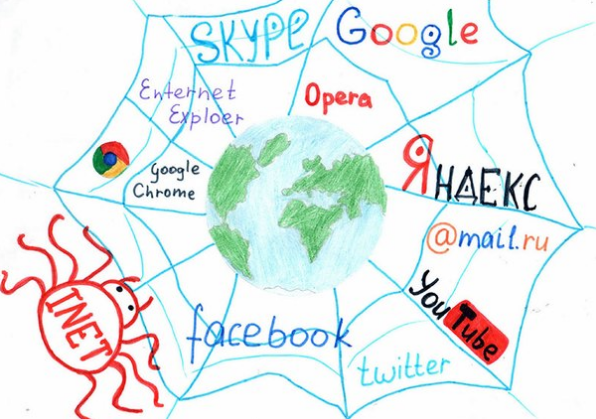 SKYPE
Google
Enternet
Exploer
Opera
Google
Chrome
ЯНДЕКС
@mail.ru
YouTube
INET
facebook
twitter